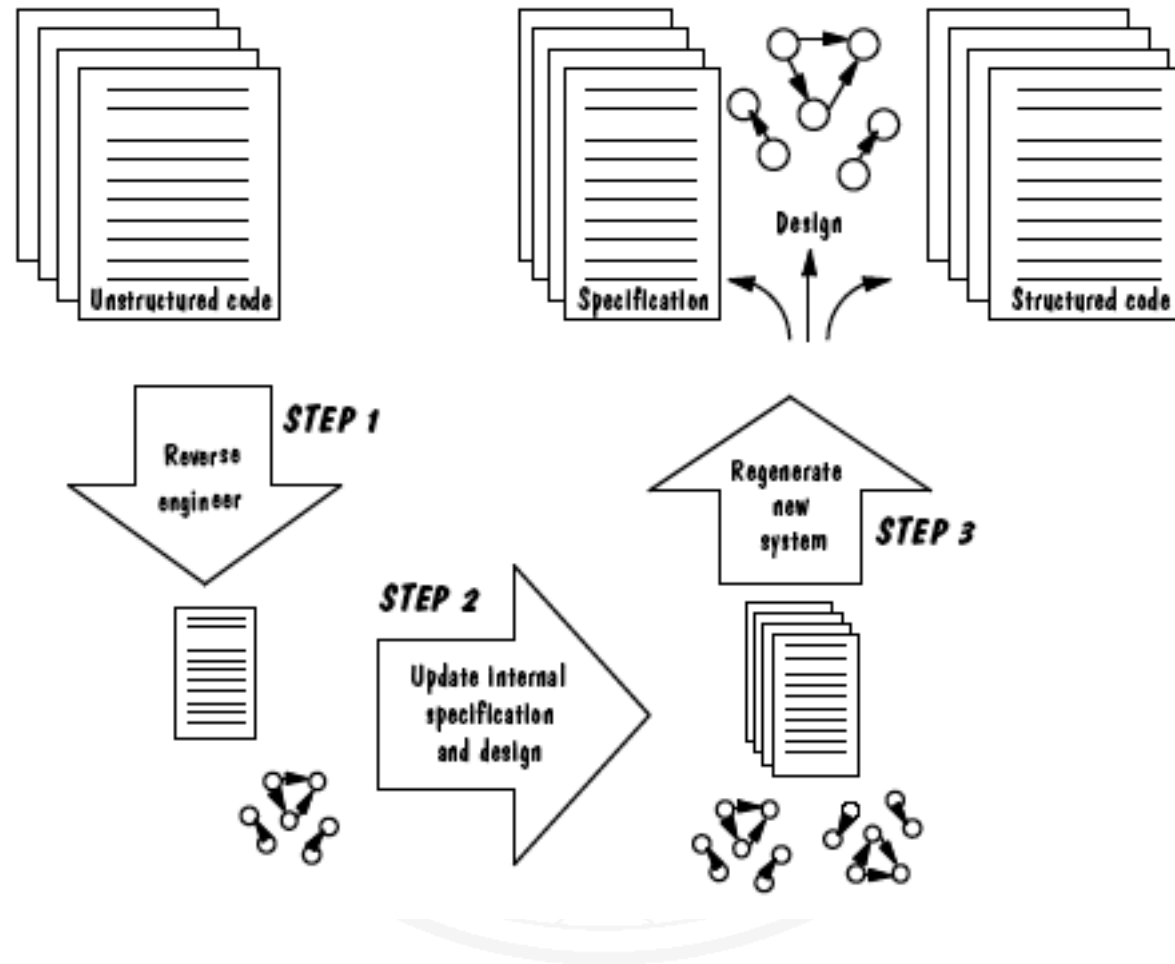 Unstructured code
Specification
Design
Structured code
STEP 1
Reverse
engineer
STEP 2
Update internal
specification
and design
Regenerate
new
system
STEP 3